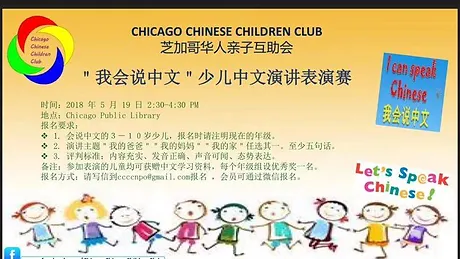 CHICAGO CHINESE CHILDREN CLUB
芝加哥华人亲子互助会
Chicago
Chinese
Children
Club
"我会说中文"少儿中文演讲表演赛
I can speak
Chinese
我会说中文
时间：2018 年 5 月 19 日 2:30-4:30 PM
地点：Chicago Public Library
报名要求：
1. 会说中文的３－１０岁少儿，报名时请注明现在的年级。
2. 演讲主题"我的爸爸""我的妈妈""我的家"任选其一。至少五句话。
3. 评判标准：内容充实、发音正确、声音可闻、态势表达。
备注：参加表演的儿童均可获赠中文学习资料，每个年级组设优秀奖一名。
报名方式：请写信到ccccnpo@gmail.com报名，会员可通过微信报名。
Let's Sp@ak
Chinese!
f